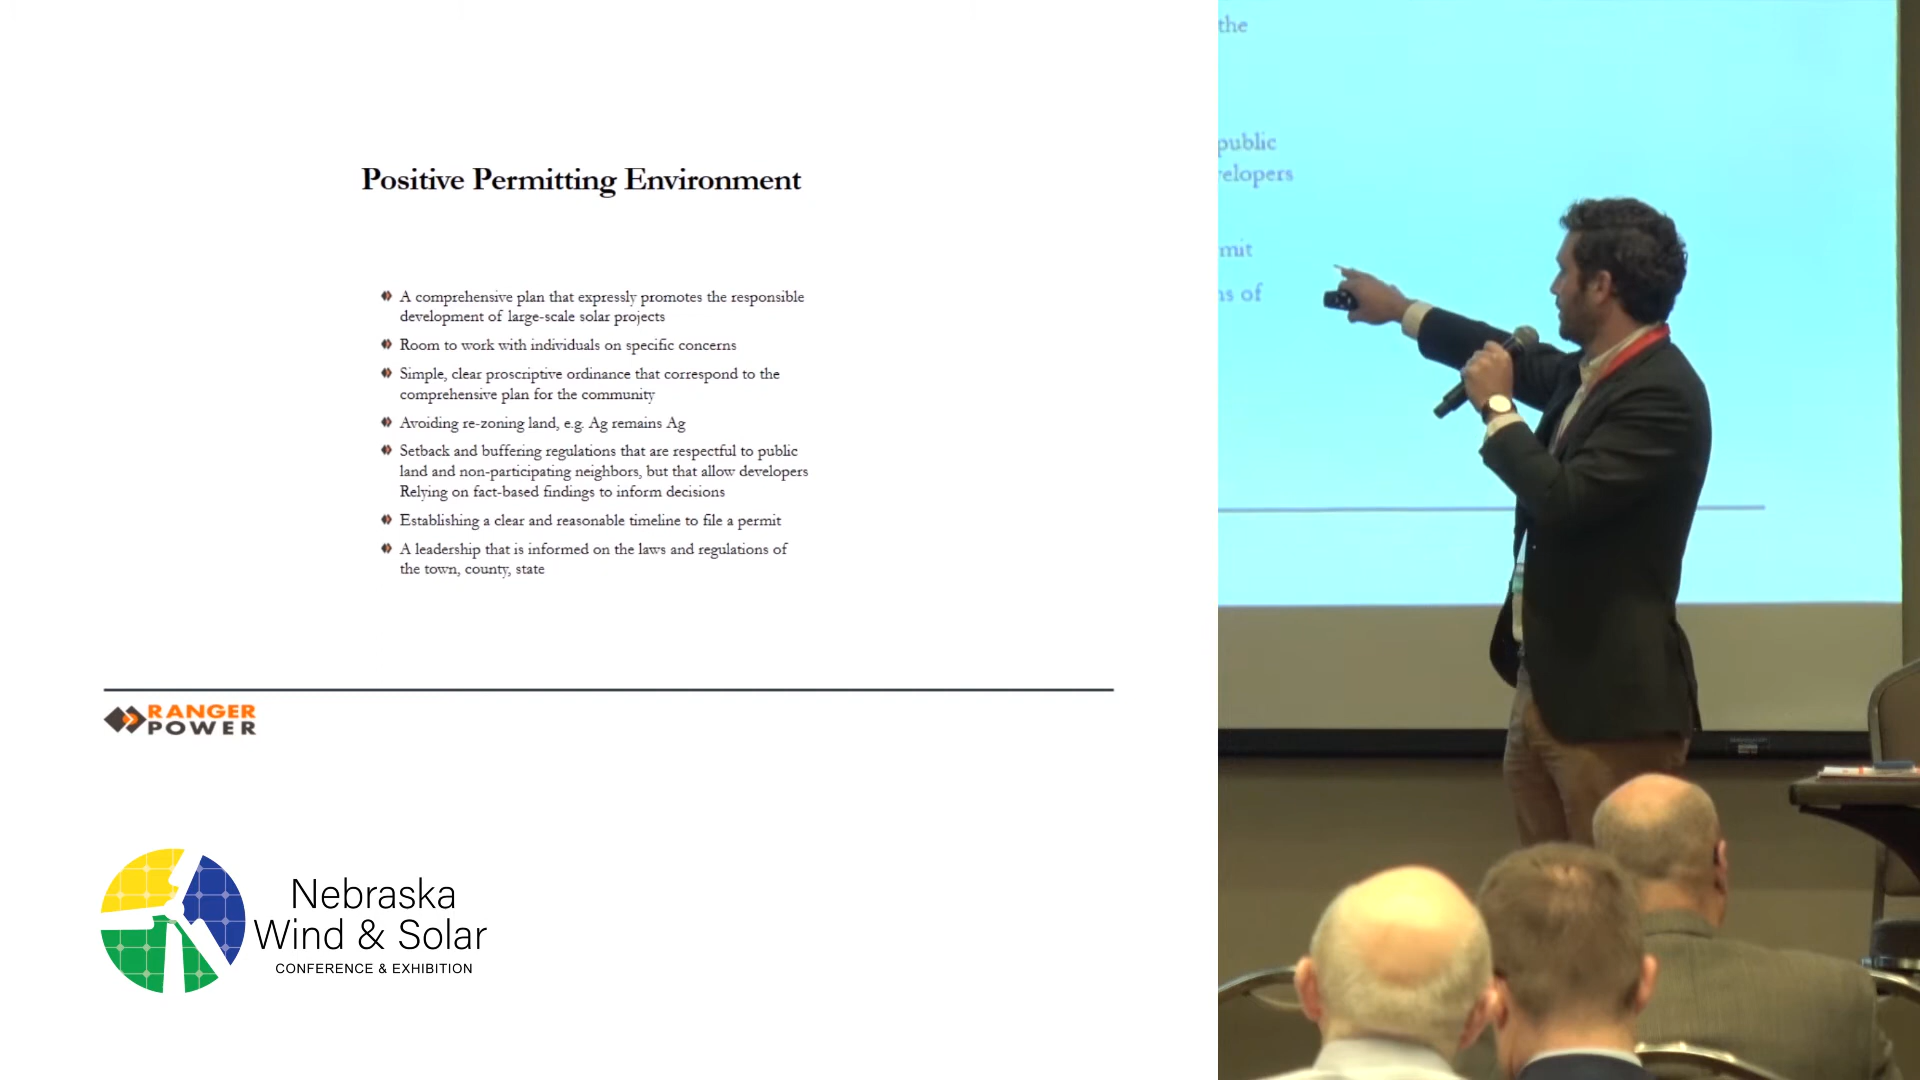 Positive Permitting Environment
A comprehensive plan that expressly promotes the responsible
development of large-scale solar projects
Room to work with individuals on specific concerns
Simple, clear proscriptive ordinance that correspond to the
comprehensive plan for the community
Avoiding re-zoning land, e.g. Ag remains Ag
Setback and buffering regulations that are respectful to public
land and non-participating neighbors, but that allow developers
Relying on fact-based findings to inform decisions
Establishing a clear and reasonable timeline to file a permit
A leadership that is informed on the laws and regulations of
the town, county, state
RANGER
POWER
Nebraska
Wind & Solar
CONFERENCE & EXHIBITION
the
public
elopers
mit
of